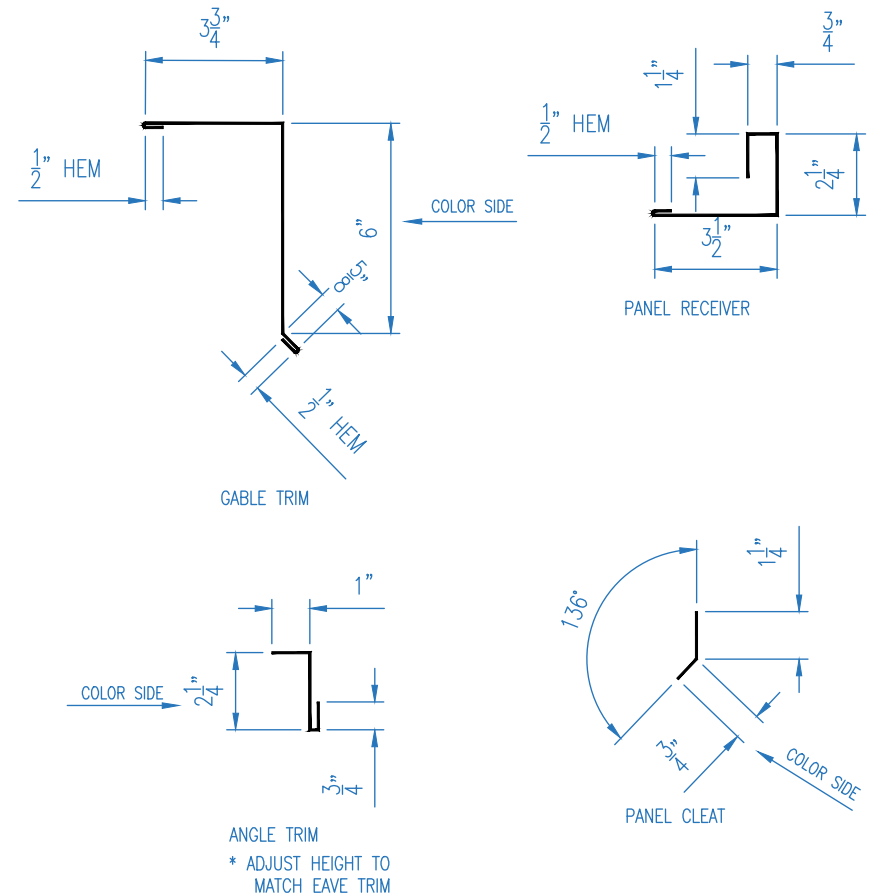 3 3/4"
1/2" HEM
6"
COLOR SIDE
5/8"
1/2" HEM
GABLE TRIM
3/4"
1 1/4"
1/2" HEM
2 1/4"
3 1/2"
PANEL RECEIVER
1"
2 1/4"
COLOR SIDE
3/4"
ANGLE TRIM
* ADJUST HEIGHT TO
MATCH EAVE TRIM
1 1/4"
136°
3/4"
COLOR SIDE
PANEL CLEAT